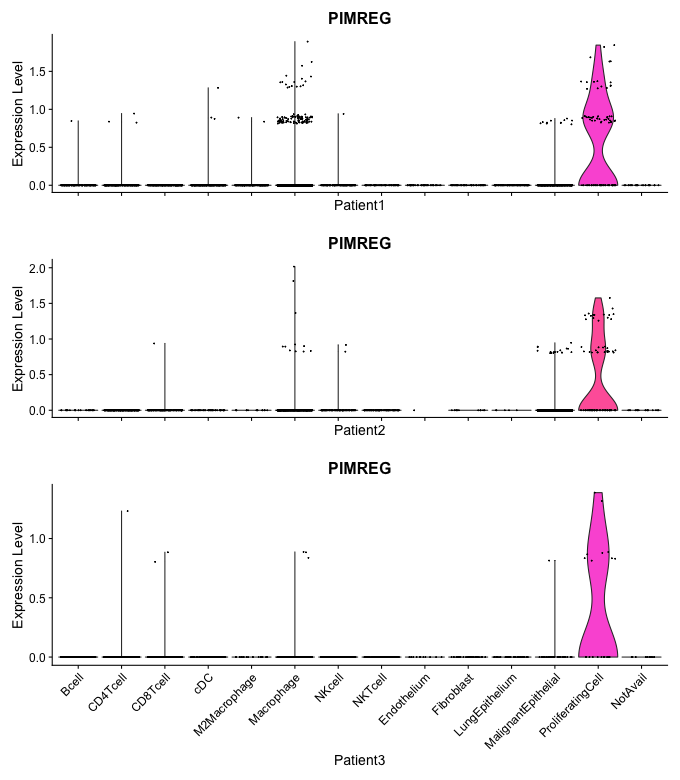 PIMREG
Expression Level
1.5
1.0
0.5
0.0
Patient1
PIMREG
Expression Level
2.0
1.5
1.0
0.5
0.0
Patient2
PIMREG
Expression Level
1.0
0.5
0.0
Bcell
CD4Tcell
CD8Tcell
cDC
M2Macrophage
Macrophage
NKcell
NKTcell
Endothelium
Fibroblast
LungEpithelium
MalignantEpithelial
ProliferatingCell
NotAvail
Patient3